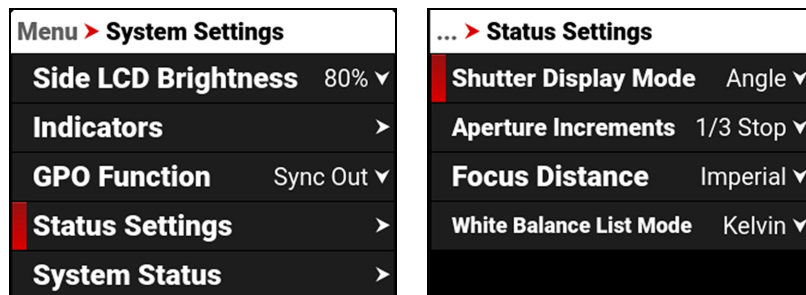 Menu > System Settings
Side LCD Brightness 80%
Indicators >
GPO Function Sync Out
Status Settings >
System Status >
... > Status Settings
Shutter Display Mode Angle
Aperture Increments 1/3 Stop
Focus Distance Imperial
White Balance List Mode Kelvin